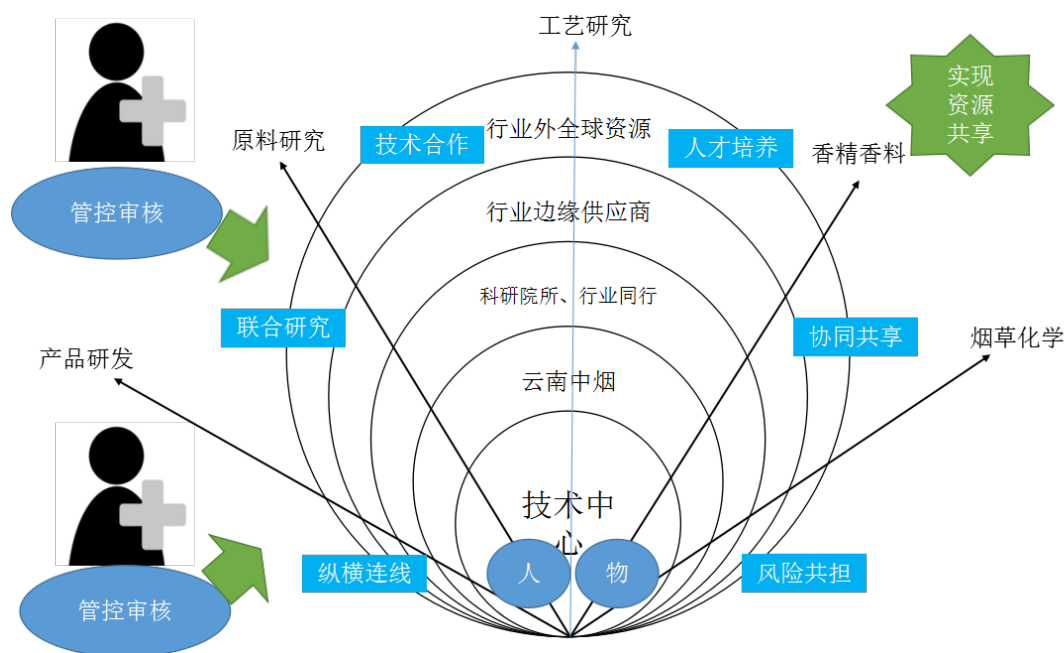 工艺研究
实现
资源
共享
行业外全球资源
技术合作
人才培养
原料研究
香精香料
管控审核
行业边缘供应商
科研院所、行业同行
联合研究
协同共享
烟草化学
产品研发
云南中烟
技术中
心
人
物
纵横连线
风险共担
管控审核